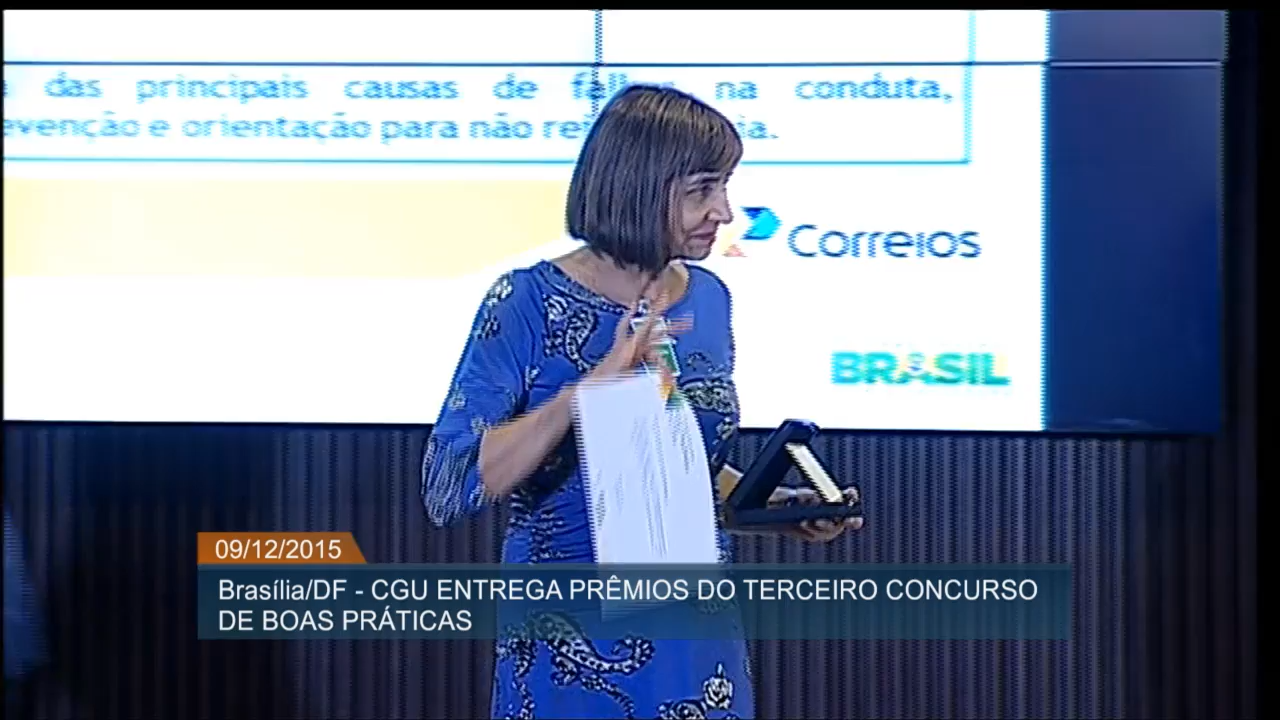 das principais causas de na conduta,
e orientação para não
Correios
BRASIL
09/12/2015
Brasília/DF - CGU ENTREGA PRÊMIOS DO TERCEIRO CONCURSO
DE BOAS PRÁTICAS